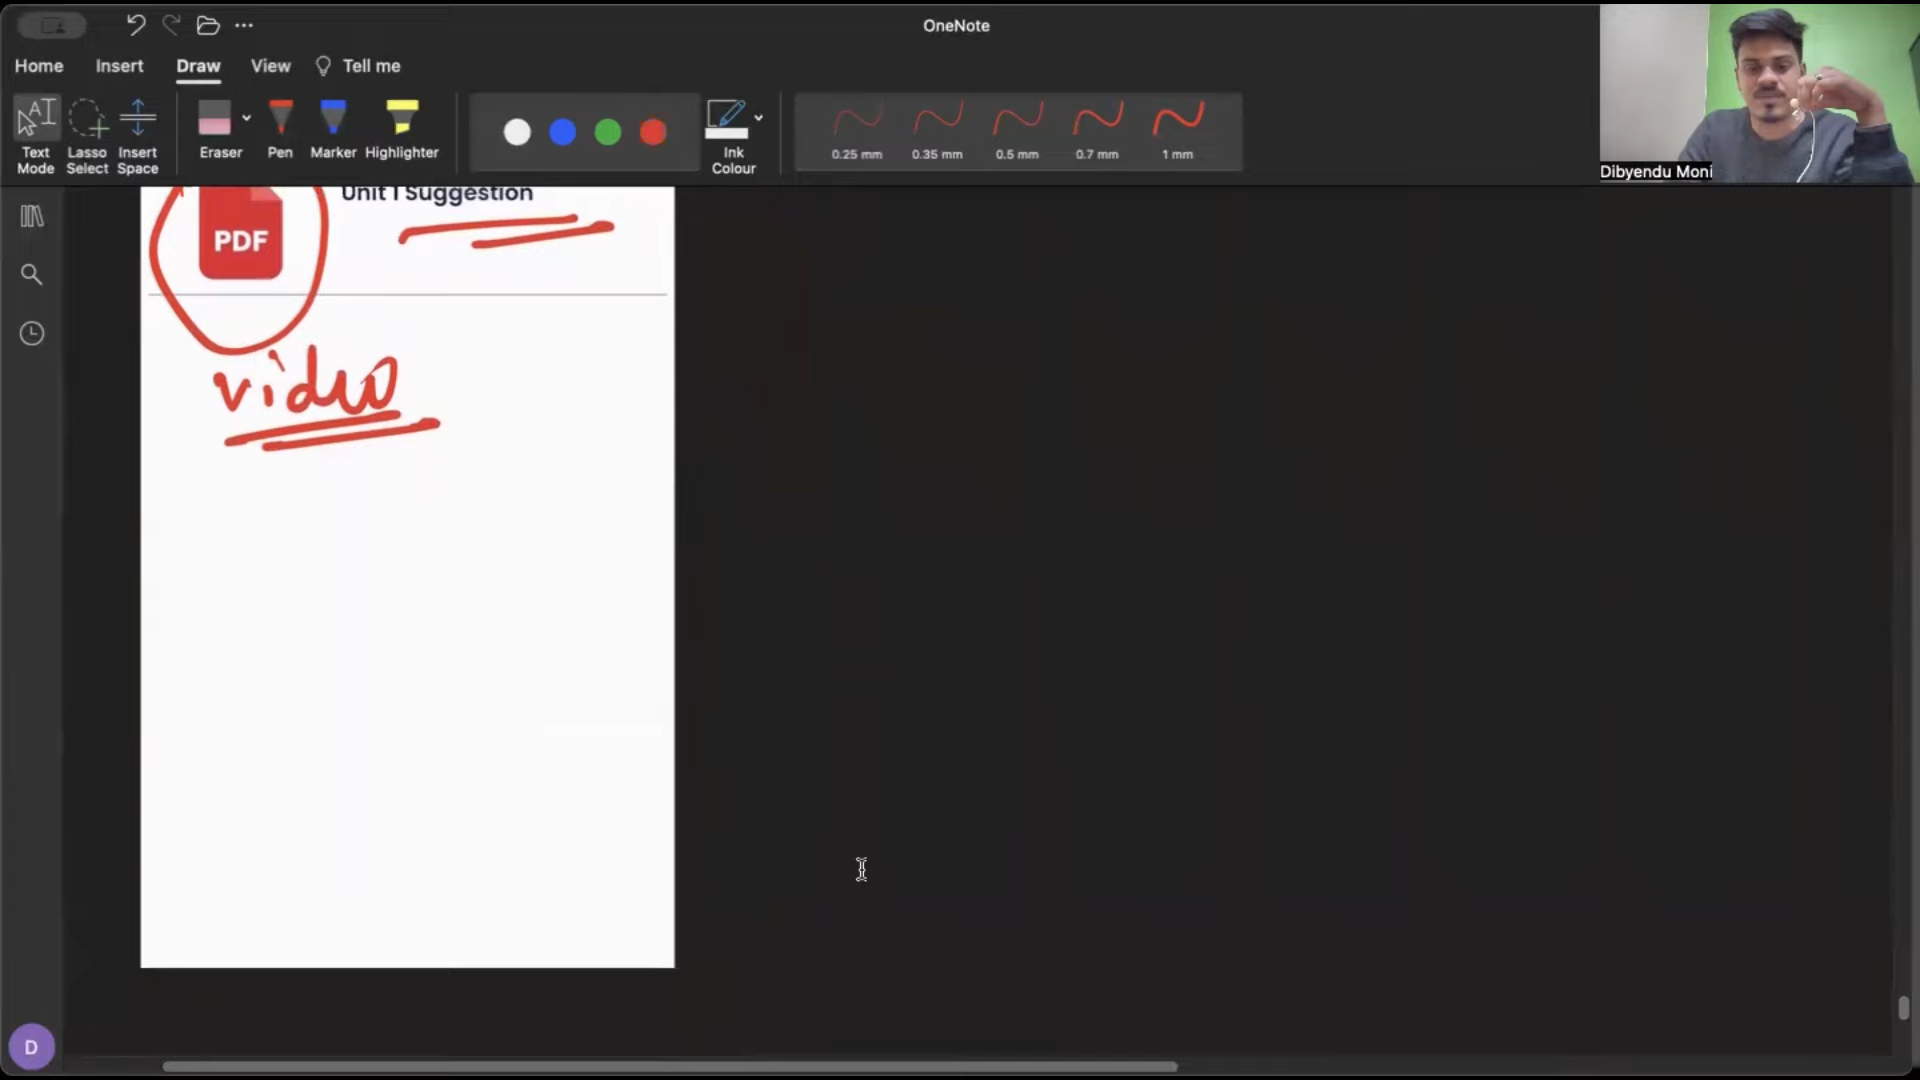 OneNote
Home Insert Draw View Tell me
Text Mode
Lasso Select
Insert Space
Eraser
Pen
Marker
Highlighter
Ink Colour
0.25 mm
0.35 mm
0.5 mm
0.7 mm
1 mm
Dibyendu Moni
Unit 1 Suggestion
PDF
video
D